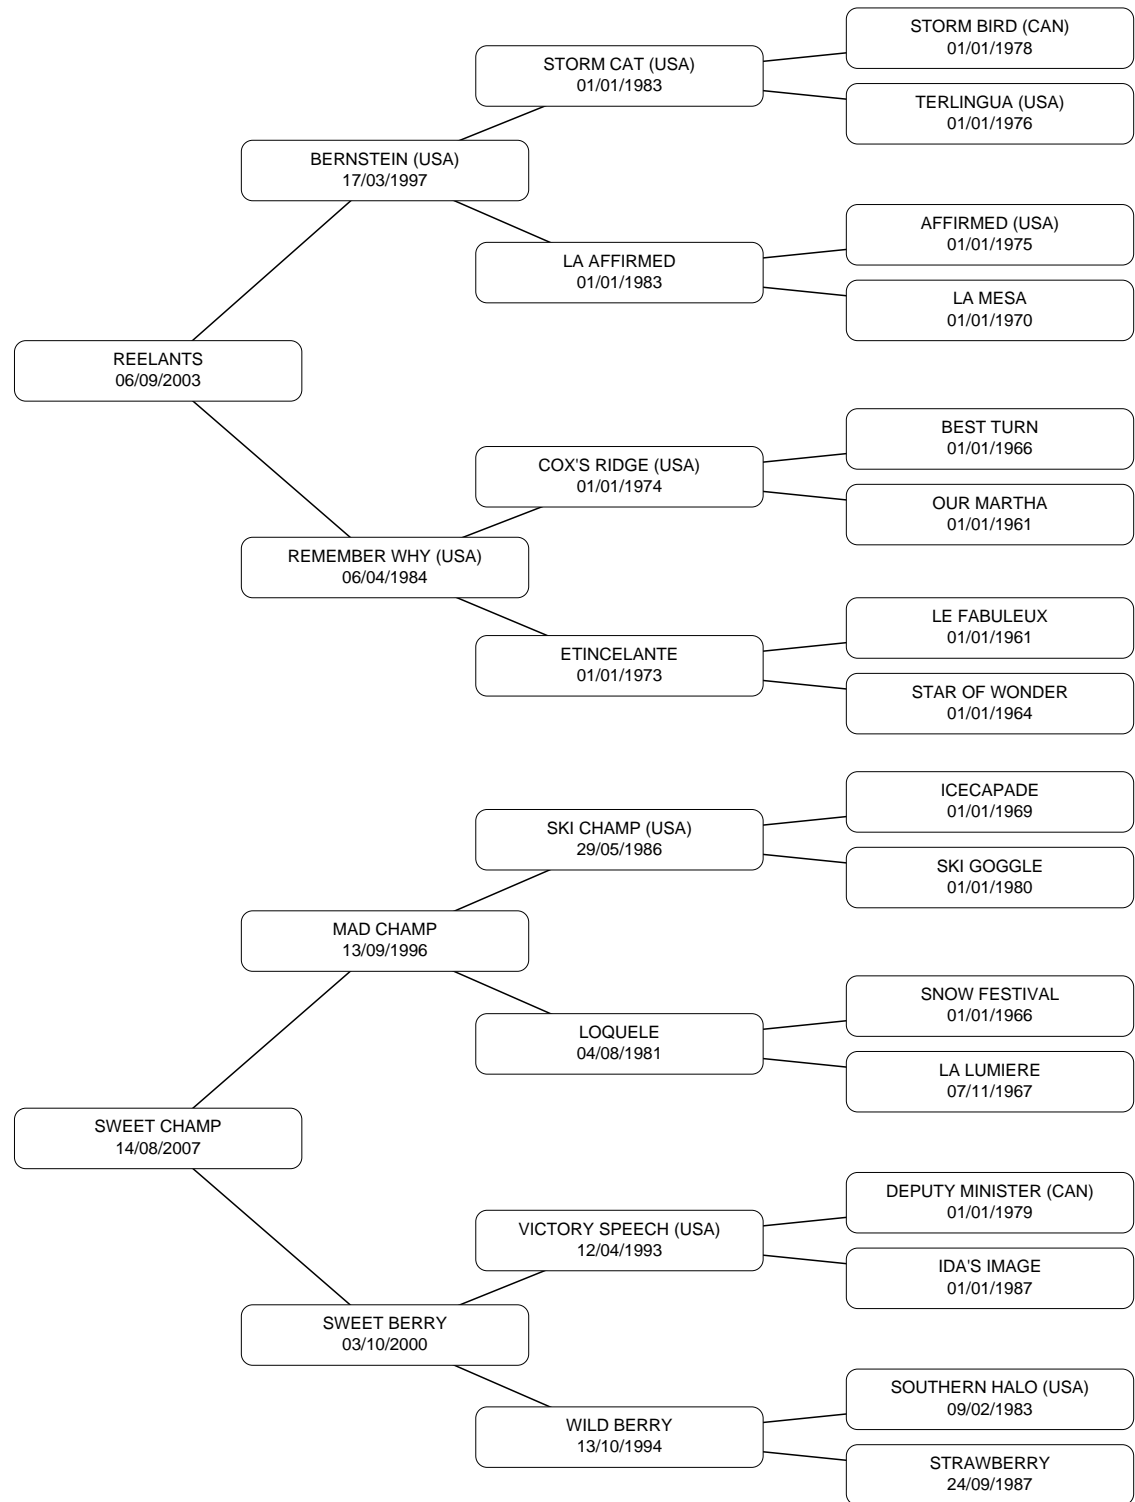 STORM BIRD (CAN)
01/01/1978
STORM CAT (USA)
01/01/1983
TERLINGUA (USA)
01/01/1976
BERNSTEIN (USA)
17/03/1997
AFFIRMED (USA)
01/01/1975
LA AFFIRMED
01/01/1983
LA MESA
01/01/1970
REELANTS
06/09/2003
BEST TURN
01/01/1966
COX'S RIDGE (USA)
01/01/1974
OUR MARTHA
01/01/1961
REMEMBER WHY (USA)
06/04/1984
LE FABULEUX
01/01/1961
ETINCELANTE
01/01/1973
STAR OF WONDER
01/01/1964
ICECAPADE
01/01/1969
SKI CHAMP (USA)
29/05/1986
SKI GOGGLE
01/01/1980
MAD CHAMP
13/09/1996
SNOW FESTIVAL
01/01/1966
LOQUELE
04/08/1981
LA LUMIERE
07/11/1967
SWEET CHAMP
14/08/2007
DEPUTY MINISTER (CAN)
01/01/1979
VICTORY SPEECH (USA)
12/04/1993
IDA'S IMAGE
01/01/1987
SWEET BERRY
03/10/2000
SOUTHERN HALO (USA)
09/02/1983
WILD BERRY
13/10/1994
STRAWBERRY
24/09/1987